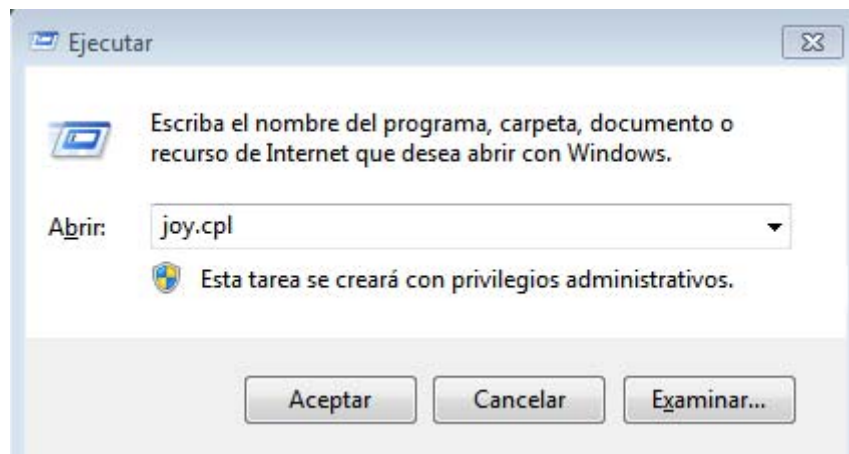 Ejecutar
Escriba el nombre del programa, carpeta, documento o
recurso de Internet que desea abrir con Windows.
Abrir: joy.cpl
Esta tarea se creará con privilegios administrativos.
Aceptar Cancelar Examinar...